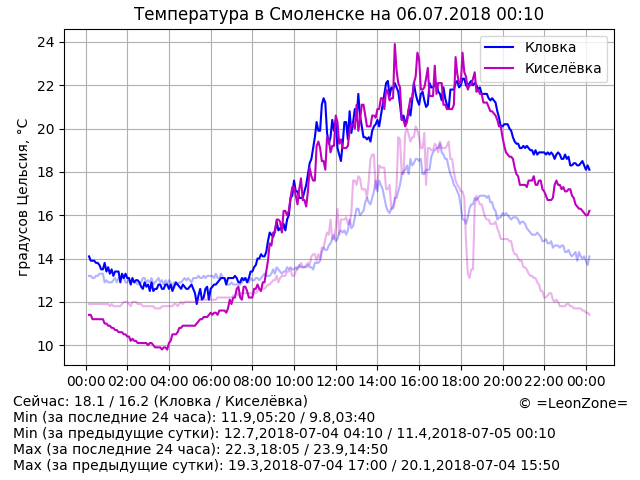 Температура в Смоленске на 06.07.2018 00:10
Кловка
Киселёвка
градусов Цельсия, °C
24
22
20
18
16
14
12
10
00:00 02:00 04:00 06:00 08:00 10:00 12:00 14:00 16:00 18:00 20:00 22:00 00:00
Сейчас: 18.1 / 16.2 (Кловка / Киселёвка)
© =LeonZone=
Min (за последние 24 часа): 11.9,05:20 / 9.8,03:40
Min (за предыдущие сутки): 12.7,2018-07-04 04:10 / 11.4,2018-07-05 00:10
Max (за последние 24 часа): 22.3,18:05 / 23.9,14:50
Max (за предыдущие сутки): 19.3,2018-07-04 17:00 / 20.1,2018-07-04 15:50